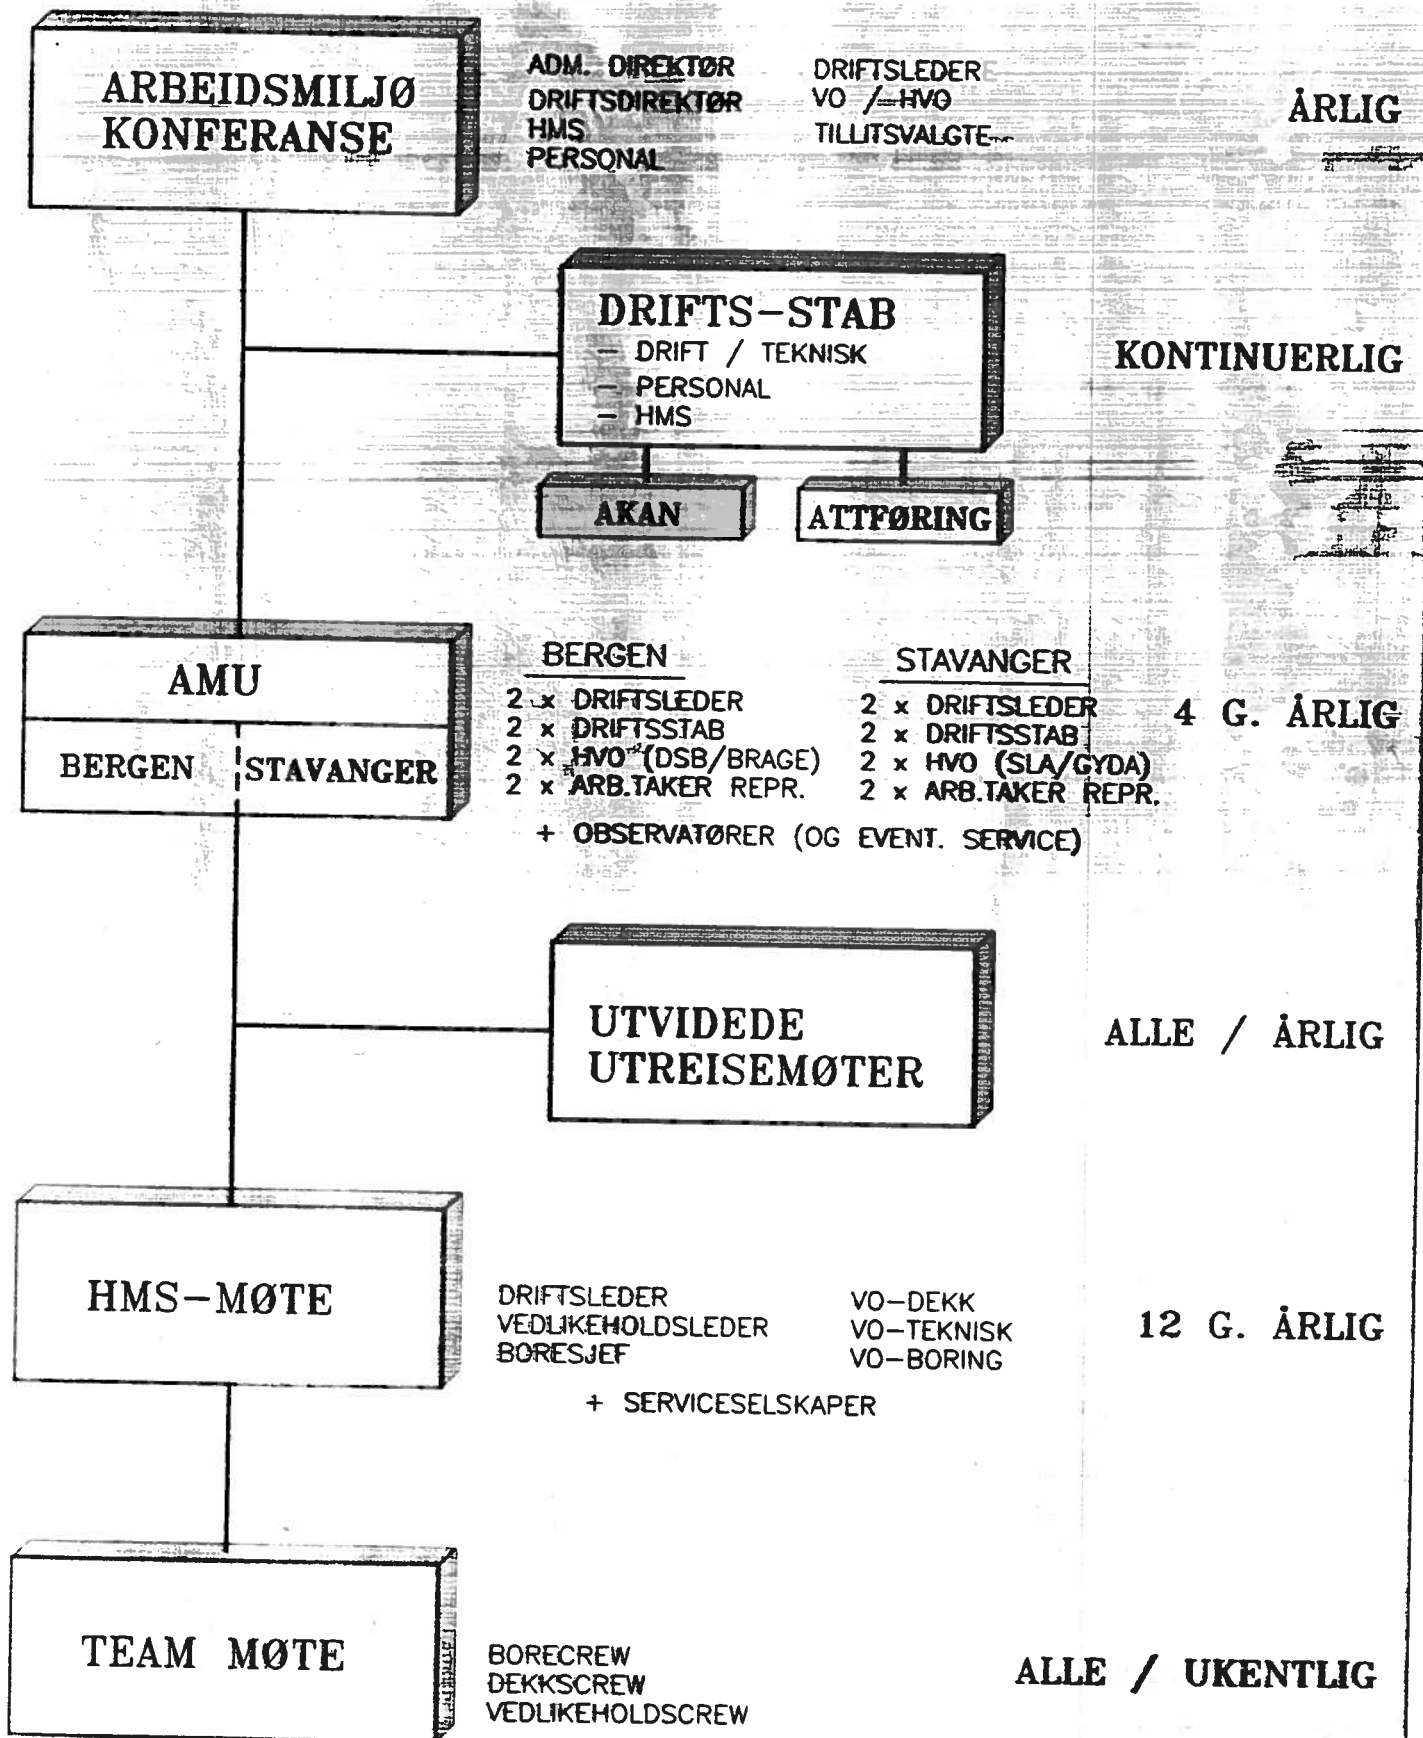 ARBEIDSMILJØ
KONFERANSE
ADM. DIREKTØR
DRIFTSDIREKTØR
HMS
PERSONAL
DRIFTSLEDER
VO / HVO
TILLITSVALGTE
ÅRLIG
DRIFTS-STAB
- DRIFT / TEKNISK
- PERSONAL
- HMS
KONTINUERLIG
AKAN
ATTFØRING
AMU
BERGEN
STAVANGER
BERGEN
2 x DRIFTSLEDER
2 x DRIFTSSTAB
2 x HVO (DSB/BRAGE)
2 x ARB.TAKER REPR.
STAVANGER
2 x DRIFTSLEDER
2 x DRIFTSSTAB
2 x HVO (SLA/GYDA)
2 x ARB.TAKER REPR.
+ OBSERVATØRER (OG EVENT. SERVICE)
4 G. ÅRLIG
UTVIDEDE
UTREISEMØTER
ALLE / ÅRLIG
HMS-MØTE
DRIFTSLEDER
VEDLIKEHOLDSLEDER
BORESJEF
VO-DEKK
VO-TEKNISK
VO-BORING
+ SERVICESELSKAPER
12 G. ÅRLIG
TEAM MØTE
BORECREW
DEKKSCREW
VEDLIKEHOLDSCREW
ALLE / UKENTLIG